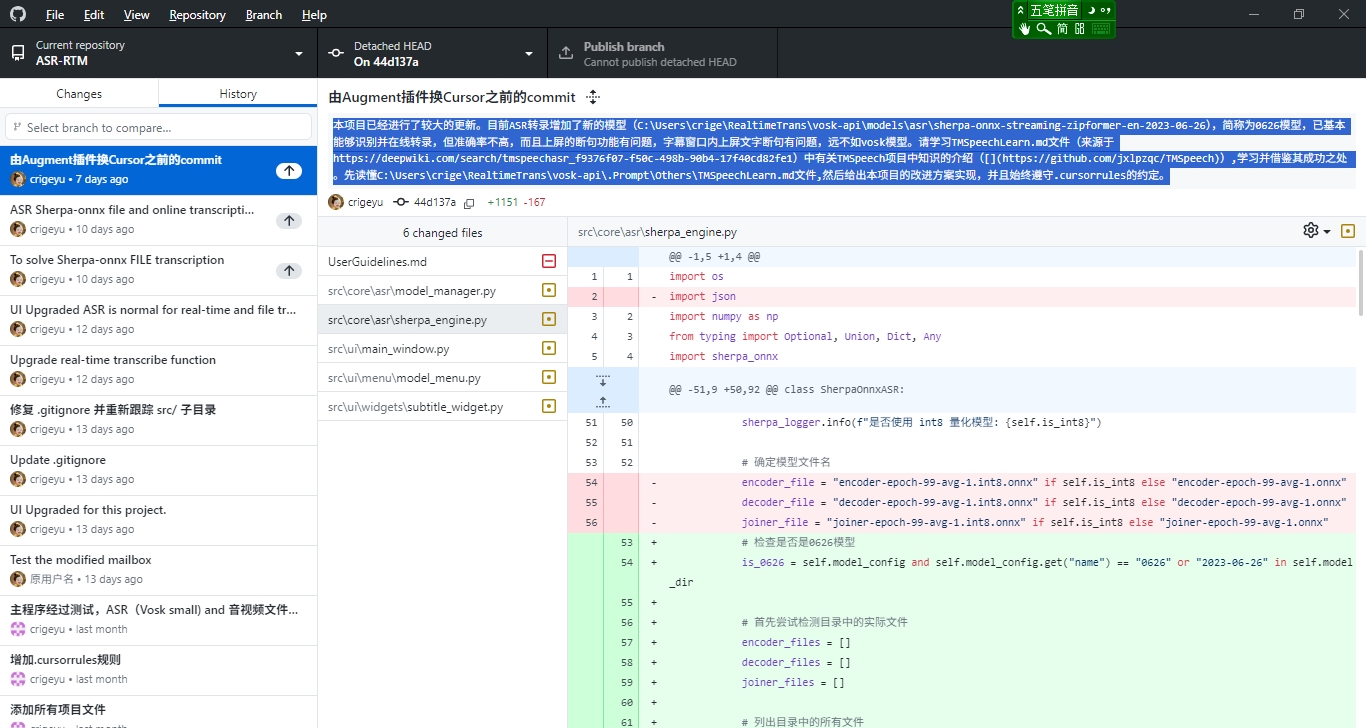 File Edit View Repository Branch Help
五笔拼音
简
Current repository
ASR-RTM
Detached HEAD
On 44d137a
Publish branch
Cannot publish detached HEAD
Changes
History
Select branch to compare...
由Augment插件换Cursor之前的commit
crigeyu • 7 days ago
ASR Sherpa-onnx file and online transcripti...
crigeyu • 10 days ago
To solve Sherpa-onnx FILE transcription
crigeyu • 10 days ago
UI Upgraded ASR is normal for real-time and file tr...
crigeyu • 12 days ago
Upgrade real-time transcribe function
crigeyu • 12 days ago
修复 .gitignore 并重新跟踪 src/ 子目录
crigeyu • 13 days ago
Update .gitignore
crigeyu • 13 days ago
UI Upgraded for this project.
crigeyu • 13 days ago
Test the modified mailbox
原用户名 • 13 days ago
主程序经过测试，ASR（Vosk small) and 音视频文件...
crigeyu • last month
增加.cursorrules规则
crigeyu • last month
添加所有项目文件
crigeyu • last month
由Augment插件换Cursor之前的commit
本项目已经进行了较大的更新。目前ASR转录增加了新的模型（C:\Users\crige\RealtimeTrans\vosk-api\models\asr\sherpa-onnx-streaming-zipformer-en-2023-06-26），简称为0626模型，已基本
能够识别并在线转录，但准确率不高，而且上屏的断句功能有问题，字幕窗口内上屏文字断句有问题，远不如vosk模型。请学习TMSpeechLearn.md文件（来源于
https://deepwiki.com/search/tmspeechasr_f9376f07-f50c-498b-90b4-17f40cd82fe1）中有关TMSpeech项目中知识的介绍（[](https://github.com/jxlpzqc/TMSpeech)）,学习并借鉴其成功之处
。先读懂C:\Users\crige\RealtimeTrans\vosk-api\.Prompt\Others\TMSpeechLearn.md文件,然后给出本项目的改进方案实现，并且始终遵守.cursorrules的约定。
crigeyu 44d137a +1151 -167
6 changed files
UserGuidelines.md
src\core\asr\model_manager.py
src\core\asr\sherpa_engine.py
src\ui\main_window.py
src\ui\menu\model_menu.py
src\ui\widgets\subtitle_widget.py
src\core\asr\sherpa_engine.py
@@ -1,5 +1,4 @@
1 1 import os
2 - import json
3 2 import numpy as np
4 3 from typing import Optional, Union, Dict, Any
5 4 import sherpa_onnx
@@ -51,9 +50,92 @@ class SherpaOnnxASR:
51 50 sherpa_logger.info(f"是否使用 int8 量化模型: {self.is_int8}")
52 51
53 52 # 确定模型文件名
54 - encoder_file = "encoder-epoch-99-avg-1.int8.onnx" if self.is_int8 else "encoder-epoch-99-avg-1.onnx"
55 - decoder_file = "decoder-epoch-99-avg-1.int8.onnx" if self.is_int8 else "decoder-epoch-99-avg-1.onnx"
56 - joiner_file = "joiner-epoch-99-avg-1.int8.onnx" if self.is_int8 else "joiner-epoch-99-avg-1.onnx"
53 + # 检查是否是0626模型
54 + is_0626 = self.model_config and self.model_config.get("name") == "0626" or "2023-06-26" in self.model
_dir
55 +
56 + # 首先尝试检测目录中的实际文件
57 + encoder_files = []
58 + decoder_files = []
59 + joiner_files = []
60 +
61 + # 列出目录中的所有文件